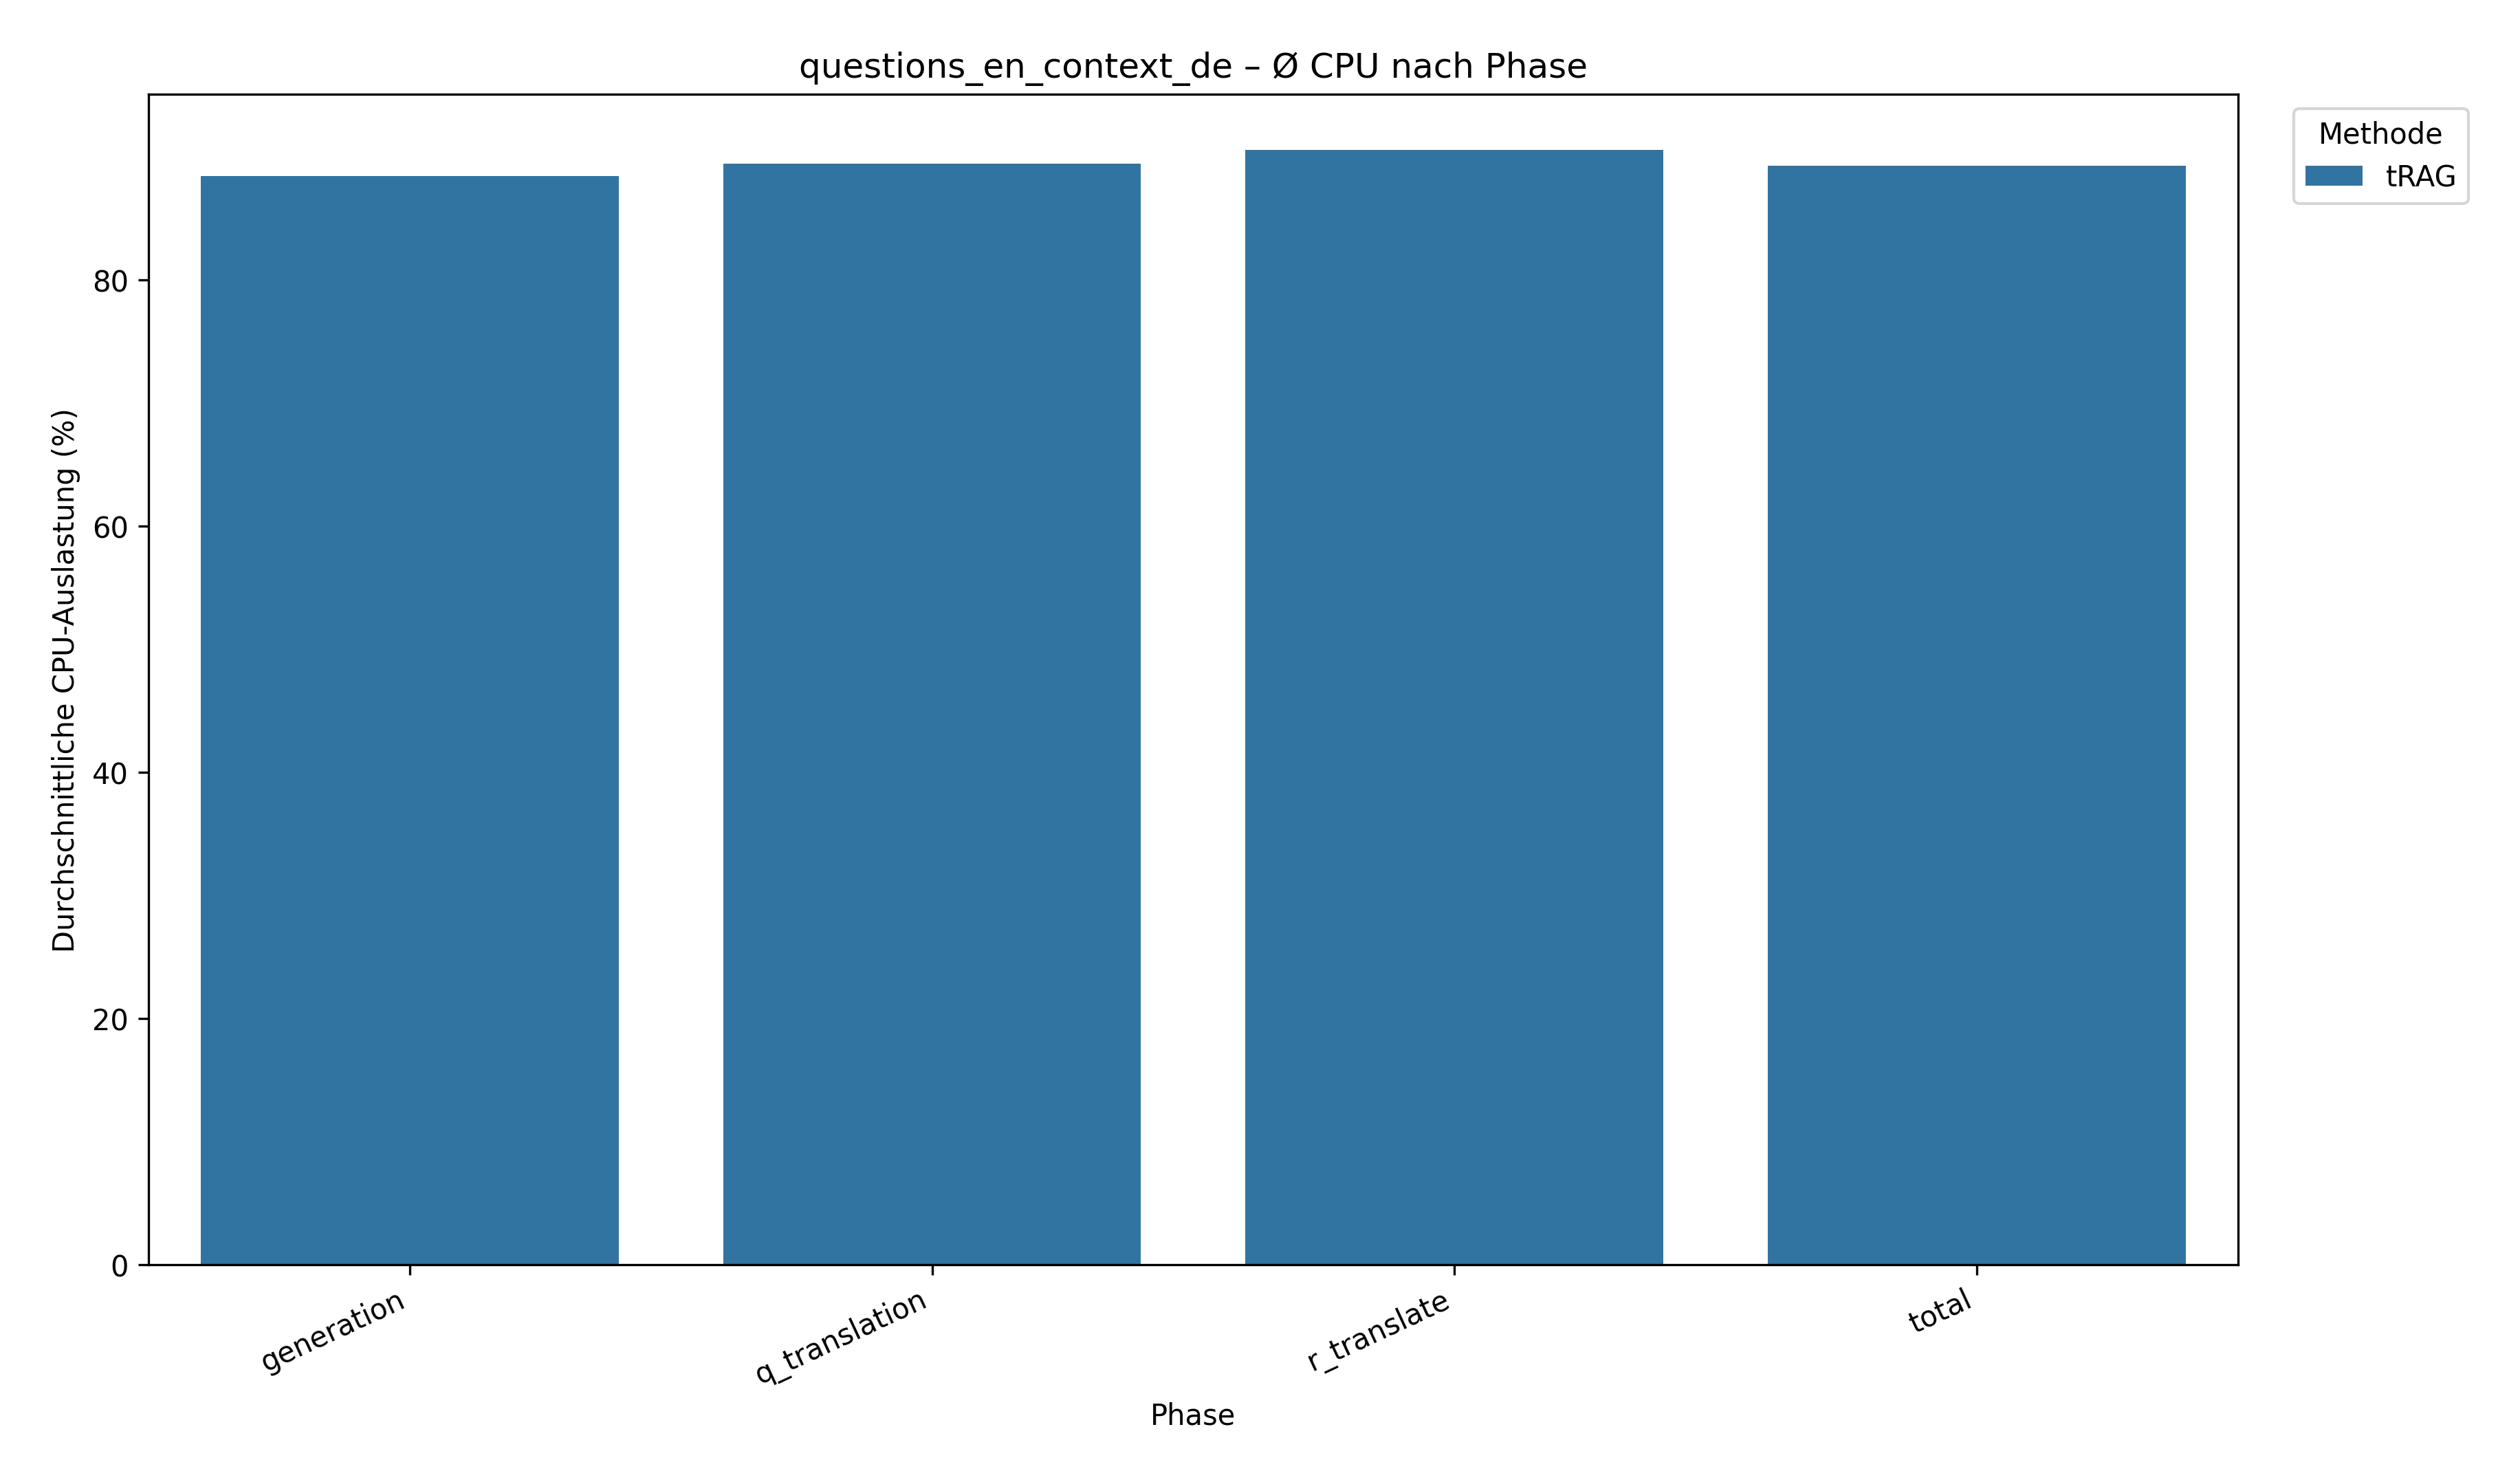 questions_en_context_de – Ø CPU nach Phase
Methode
tRAG
Durchschnittliche CPU-Auslastung (%)
80
60
40
20
0
generation
q_translation
r_translate
total
Phase